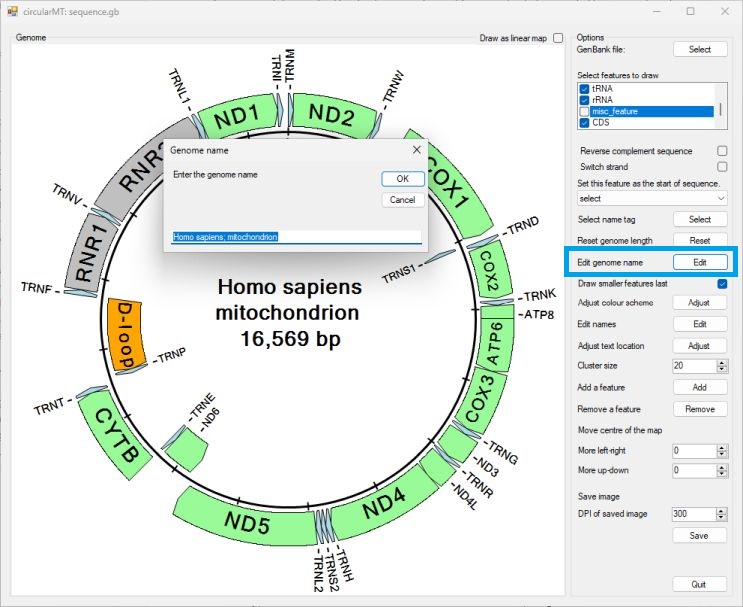 circularMT: sequence.gb
Genome
Draw as linear map
TRNL1
TRNI
TRNM
TRNW
ND1
ND2
COX1
TRND
COX2
TRNS1
TRNK
ATP8
ATP6
COX3
TRNG
ND3
TRNR
ND4L
ND4
TRNH
TRNS2
TRNL2
ND5
ND6
TRNE
CYTB
TRNT
TRNP
D-loop
TRNF
RNR1
TRNV
Homo sapiens
mitochondrion
16,569 bp
Genome name
Enter the genome name
OK
Cancel
Homo sapiens; mitochondrion
Options
GenBank file:
Select
Select features to draw
tRNA
rRNA
misc_feature
CDS
Reverse complement sequence
Switch strand
Set this feature as the start of sequence.
select
Select name tag
Select
Reset genome length
Reset
Edit genome name
Edit
Draw smaller features last
Adjust colour scheme
Adjust
Edit names
Edit
Adjust text location
Adjust
Cluster size
20
Add a feature
Add
Remove a feature
Remove
Move centre of the map
More left-right
0
More up-down
0
Save image
DPI of saved image
300
Save
Quit